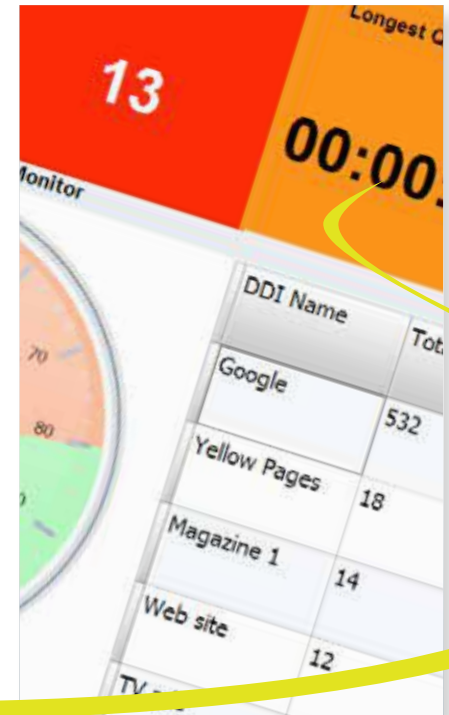 Longest
13
00:00:
Monitor
DDI Name
Google 532
Yellow Pages 18
Magazine 1 14
Web site 12
TV
70
80